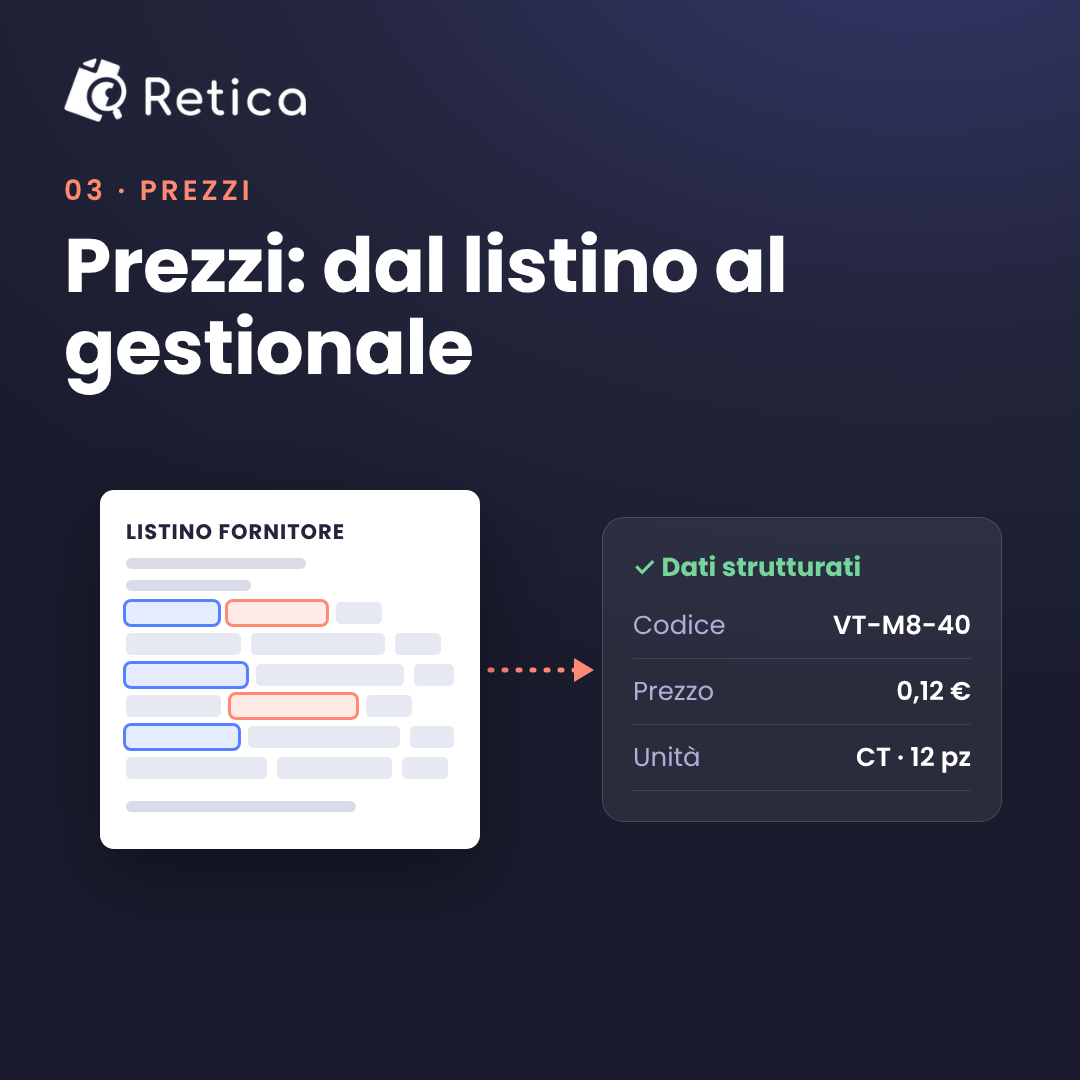 Retica
03 · PREZZI
Prezzi: dal listino al
gestionale
LISTINO FORNITORE
✓ Dati strutturati
Codice VT-M8-40
Prezzo 0,12 €
Unità CT · 12 pz